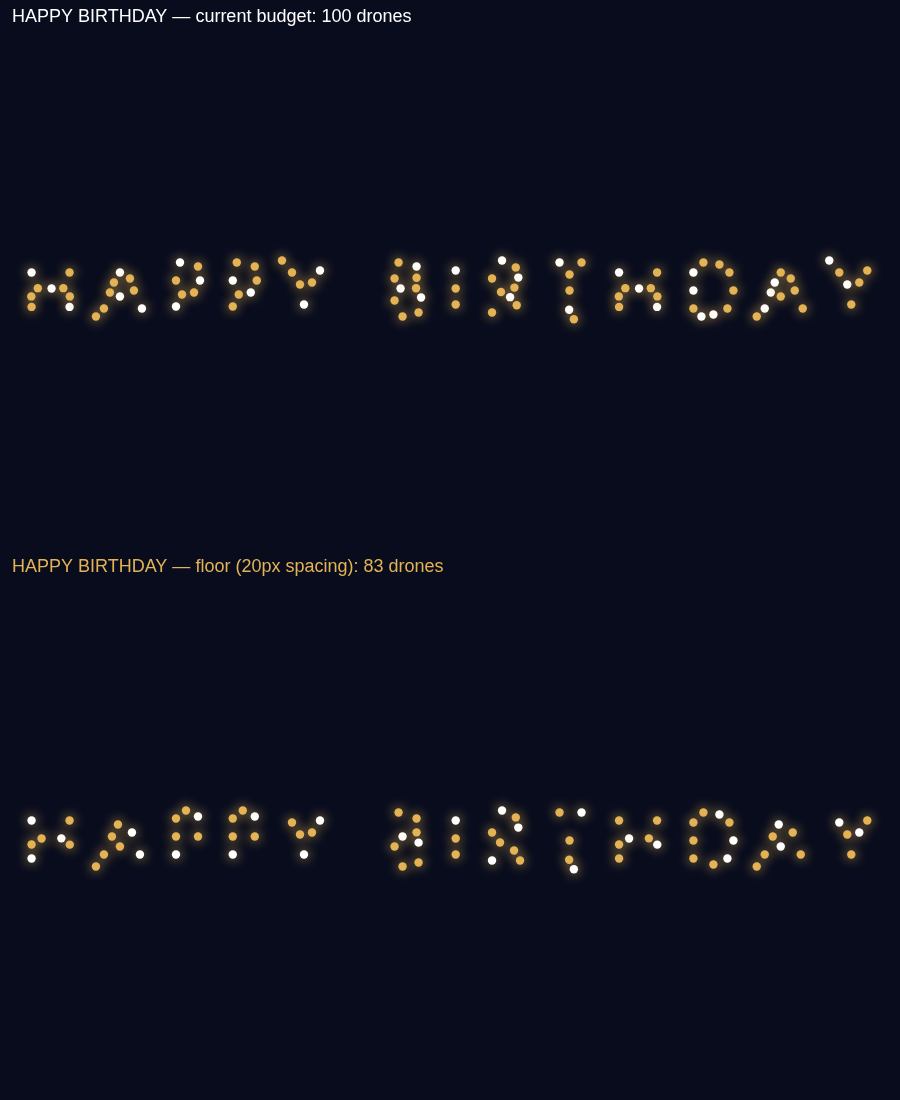 HAPPY BIRTHDAY — current budget: 100 drones
HAPPY BIRTHDAY
HAPPY BIRTHDAY — floor (20px spacing): 83 drones
HAPPY BIRTHDAY